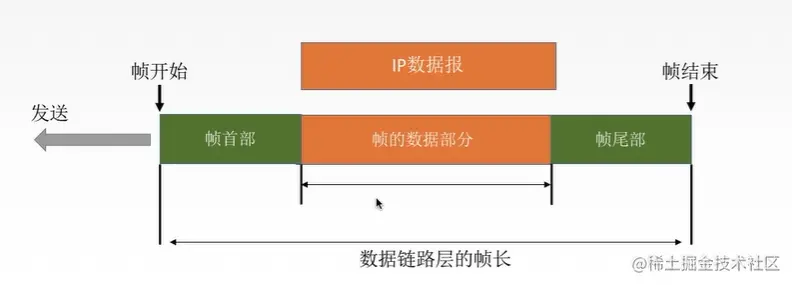 IP数据报
帧开始
帧结束
发送
帧首部
帧的数据部分
帧尾部
数据链路层的帧长
@稀土掘金技术社区